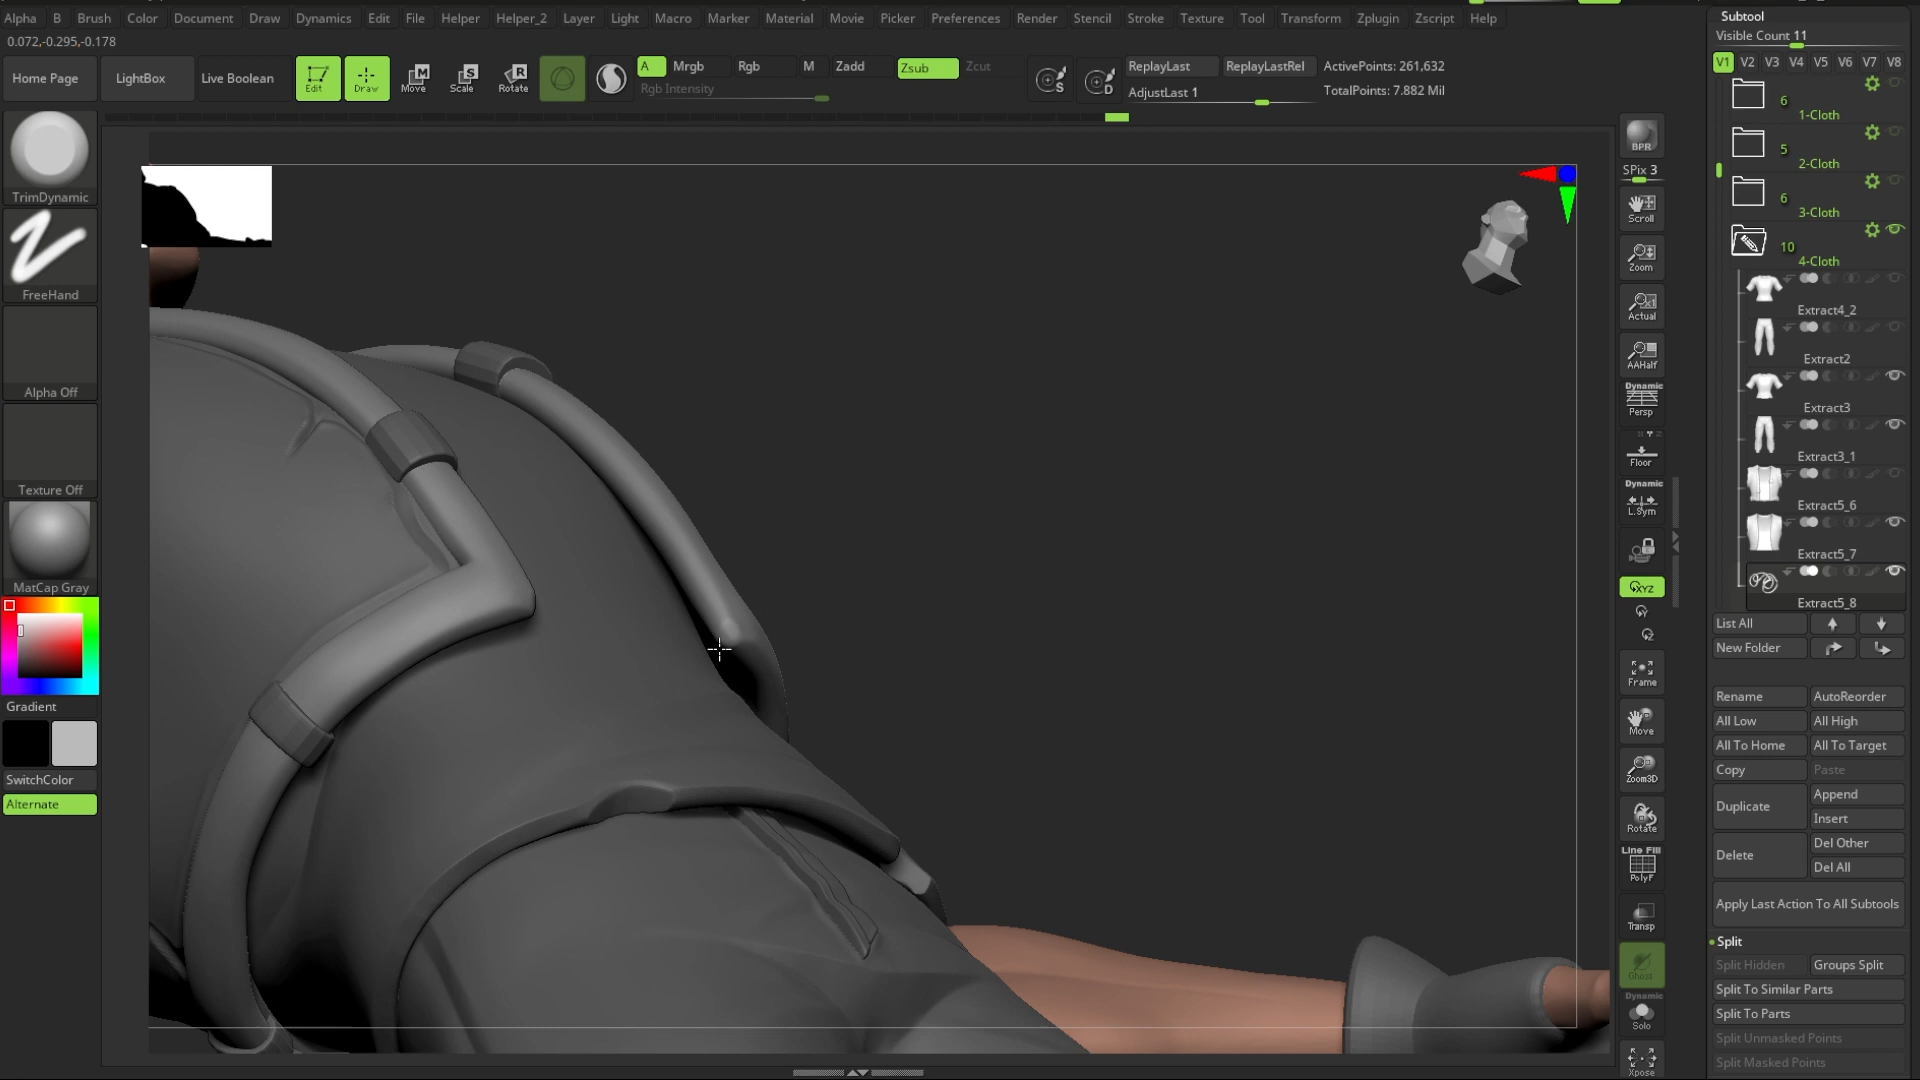 Alpha B Brush Color Document Draw Dynamics Edit File Helper Helper_2 Layer Light Macro Marker Material Movie Picker Preferences Render Stencil Stroke Texture Tool Transform Zplugin Zscript Help
0.072,-0.295,-0.178
Home Page LightBox Live Boolean Edit Draw Move Scale Rotate
M S R
A Mrgb Rgb M Zadd Zsub Zcut
Rgb Intensity
S D
ReplayLast ReplayLastRel ActivePoints: 261,632
AdjustLast 1 TotalPoints: 7.882 Mil
TrimDynamic
FreeHand
Alpha Off
Texture Off
MatCap Gray
Gradient
SwitchColor
Alternate
BPR
SPix 3
Scroll
Zoom
Actual
AAHalf
Dynamic
Persp
Floor
Dynamic
L.Sym
XYZ
Y
Z
Frame
Move
Zoom3D
Rotate
Line Fill
PolyF
Transp
Ghost
Dynamic
Solo
Xpose
Subtool
Visible Count 11
V1 V2 V3 V4 V5 V6 V7 V8
6
1-Cloth
5
2-Cloth
6
3-Cloth
10
4-Cloth
Extract4_2
Extract2
Extract3
Extract3_1
Extract5_6
Extract5_7
Extract5_8
List All
New Folder
Rename AutoReorder
All Low All High
All To Home All To Target
Copy Paste
Duplicate Append
Insert
Delete Del Other
Del All
Apply Last Action To All Subtools
Split
Split Hidden Groups Split
Split To Similar Parts
Split To Parts
Split Unmasked Points
Split Masked Points